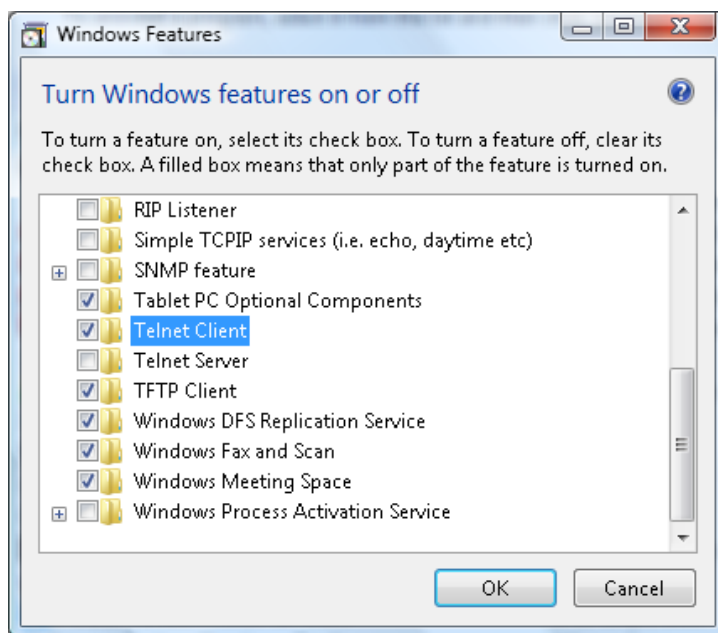 Windows Features
Turn Windows features on or off
To turn a feature on, select its check box. To turn a feature off, clear its
check box. A filled box means that only part of the feature is turned on.
RIP Listener
Simple TCPIP services (i.e. echo, daytime etc)
SNMP feature
Tablet PC Optional Components
Telnet Client
Telnet Server
TFTP Client
Windows DFS Replication Service
Windows Fax and Scan
Windows Meeting Space
Windows Process Activation Service
OK
Cancel